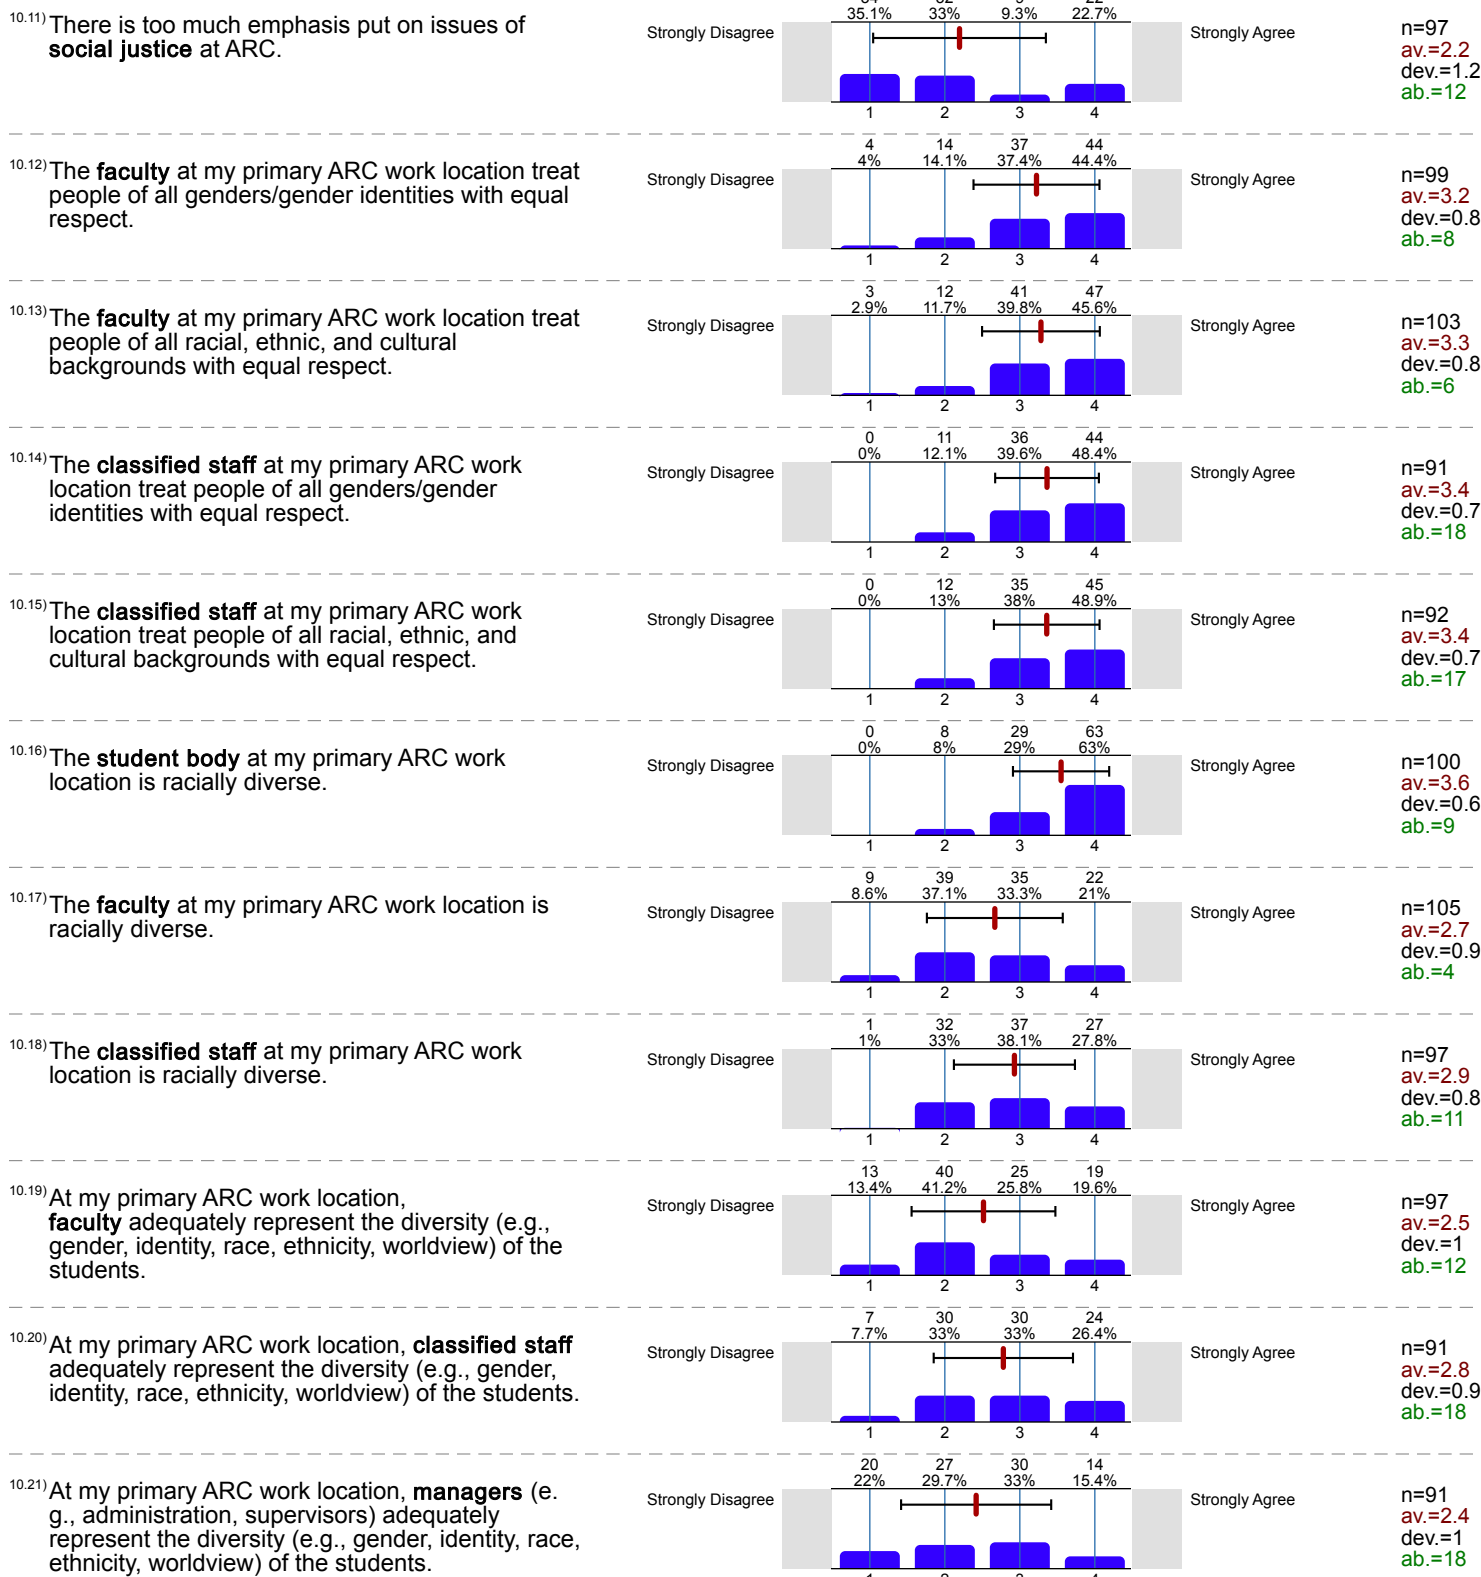 34 32 9 22
35.1% 33% 9.3% 22.7%
10.11) There is too much emphasis put on issues of
social justice at ARC.
Strongly Disagree
Strongly Agree
n=97
av.=2.2
dev.=1.2
ab.=12
1 2 3 4
4 14 37 44
4% 14.1% 37.4% 44.4%
10.12) The faculty at my primary ARC work location treat
people of all genders/gender identities with equal
respect.
Strongly Disagree
Strongly Agree
n=99
av.=3.2
dev.=0.8
ab.=8
1 2 3 4
3 12 41 47
2.9% 11.7% 39.8% 45.6%
10.13) The faculty at my primary ARC work location treat
people of all racial, ethnic, and cultural
backgrounds with equal respect.
Strongly Disagree
Strongly Agree
n=103
av.=3.3
dev.=0.8
ab.=6
1 2 3 4
0 11 36 44
0% 12.1% 39.6% 48.4%
10.14) The classified staff at my primary ARC work
location treat people of all genders/gender
identities with equal respect.
Strongly Disagree
Strongly Agree
n=91
av.=3.4
dev.=0.7
ab.=18
1 2 3 4
0 12 35 45
0% 13% 38% 48.9%
10.15) The classified staff at my primary ARC work
location treat people of all racial, ethnic, and
cultural backgrounds with equal respect.
Strongly Disagree
Strongly Agree
n=92
av.=3.4
dev.=0.7
ab.=17
1 2 3 4
0 8 29 63
0% 8% 29% 63%
10.16) The student body at my primary ARC work
location is racially diverse.
Strongly Disagree
Strongly Agree
n=100
av.=3.6
dev.=0.6
ab.=9
1 2 3 4
9 39 35 22
8.6% 37.1% 33.3% 21%
10.17) The faculty at my primary ARC work location is
racially diverse.
Strongly Disagree
Strongly Agree
n=105
av.=2.7
dev.=0.9
ab.=4
1 2 3 4
1 32 37 27
1% 33% 38.1% 27.8%
10.18) The classified staff at my primary ARC work
location is racially diverse.
Strongly Disagree
Strongly Agree
n=97
av.=2.9
dev.=0.8
ab.=11
1 2 3 4
13 40 25 19
13.4% 41.2% 25.8% 19.6%
10.19) At my primary ARC work location,
faculty adequately represent the diversity (e.g.,
gender, identity, race, ethnicity, worldview) of the
students.
Strongly Disagree
Strongly Agree
n=97
av.=2.5
dev.=1
ab.=12
1 2 3 4
7 30 30 24
7.7% 33% 33% 26.4%
10.20) At my primary ARC work location, classified staff
adequately represent the diversity (e.g., gender,
identity, race, ethnicity, worldview) of the students.
Strongly Disagree
Strongly Agree
n=91
av.=2.8
dev.=0.9
ab.=18
1 2 3 4
20 27 30 14
22% 29.7% 33% 15.4%
10.21) At my primary ARC work location, managers (e.
g., administration, supervisors) adequately
represent the diversity (e.g., gender, identity, race,
ethnicity, worldview) of the students.
Strongly Disagree
Strongly Agree
n=91
av.=2.4
dev.=1
ab.=18
1 2 3 4